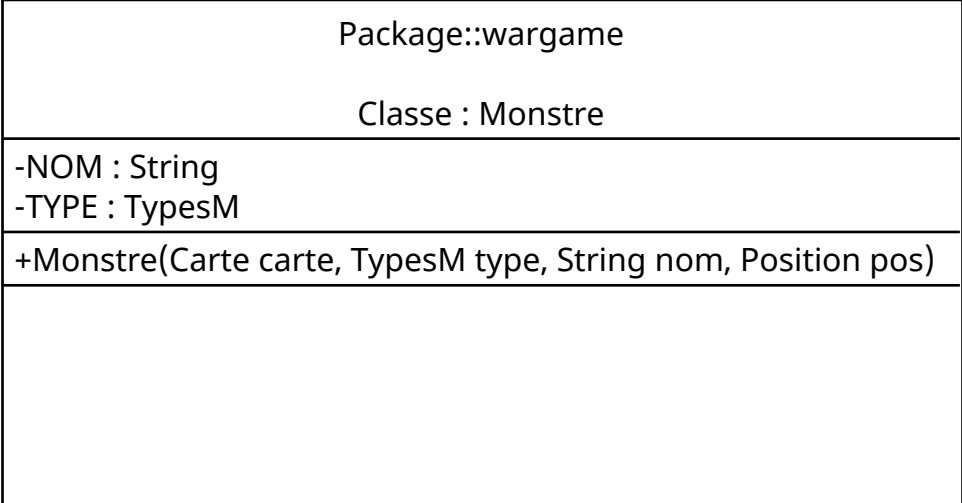 Package::wargame
Classe : Monstre
-NOM : String
-TYPE : TypesM
+Monstre(Carte carte, TypesM type, String nom, Position pos)